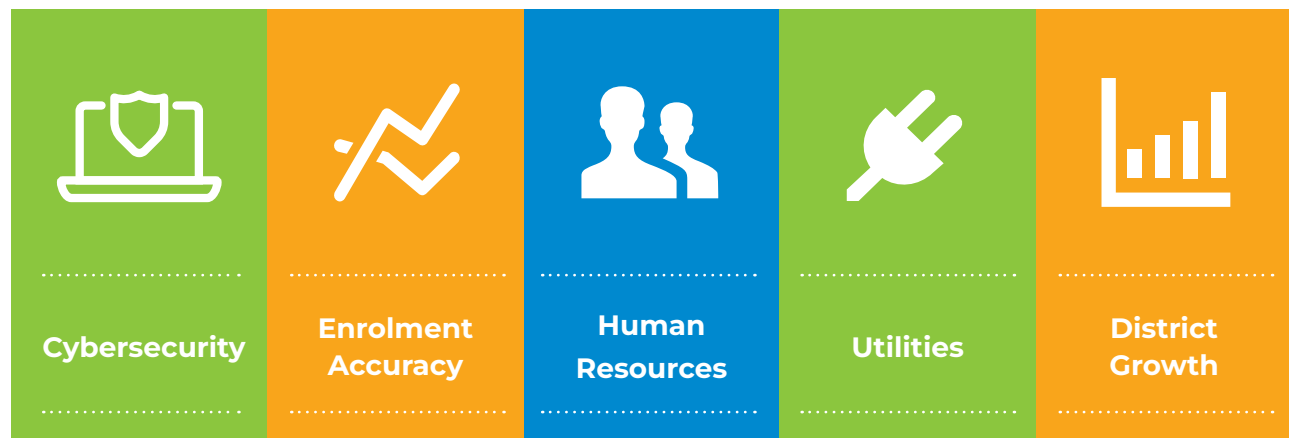 Cybersecurity
Enrolment
Accuracy
Human
Resources
Utilities
District
Growth